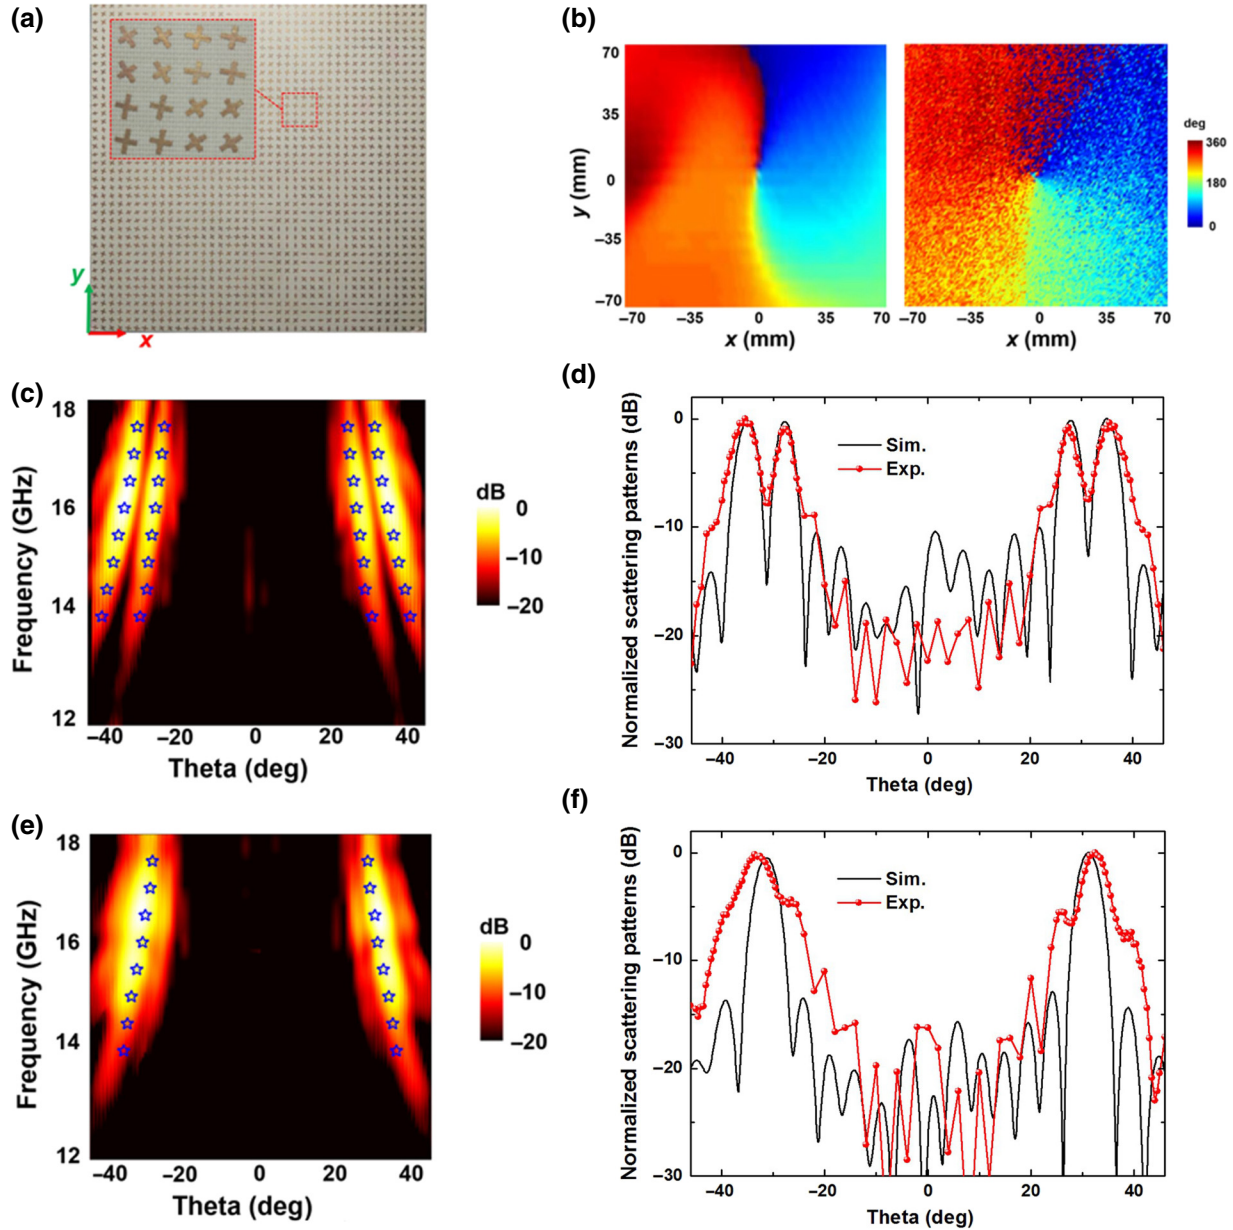 (a)
y
x
(b)
70
35
0
−35
−70
y (mm)
−70 −35 0 35 70
x (mm)
−70 −35 0 35 70
x (mm)
deg
360
180
0
(c)
18
16
14
12
Frequency (GHz)
−40 −20 0 20 40
Theta (deg)
dB
0
−10
−20
(d)
0
−10
−20
−30
Normalized scattering patterns (dB)
Sim.
Exp.
−40 −20 0 20 40
Theta (deg)
(e)
18
16
14
12
Frequency (GHz)
−40 −20 0 20 40
Theta (deg)
dB
0
−10
−20
(f)
0
−10
−20
−30
Normalized scattering patterns (dB)
Sim.
Exp.
−40 −20 0 20 40
Theta (deg)